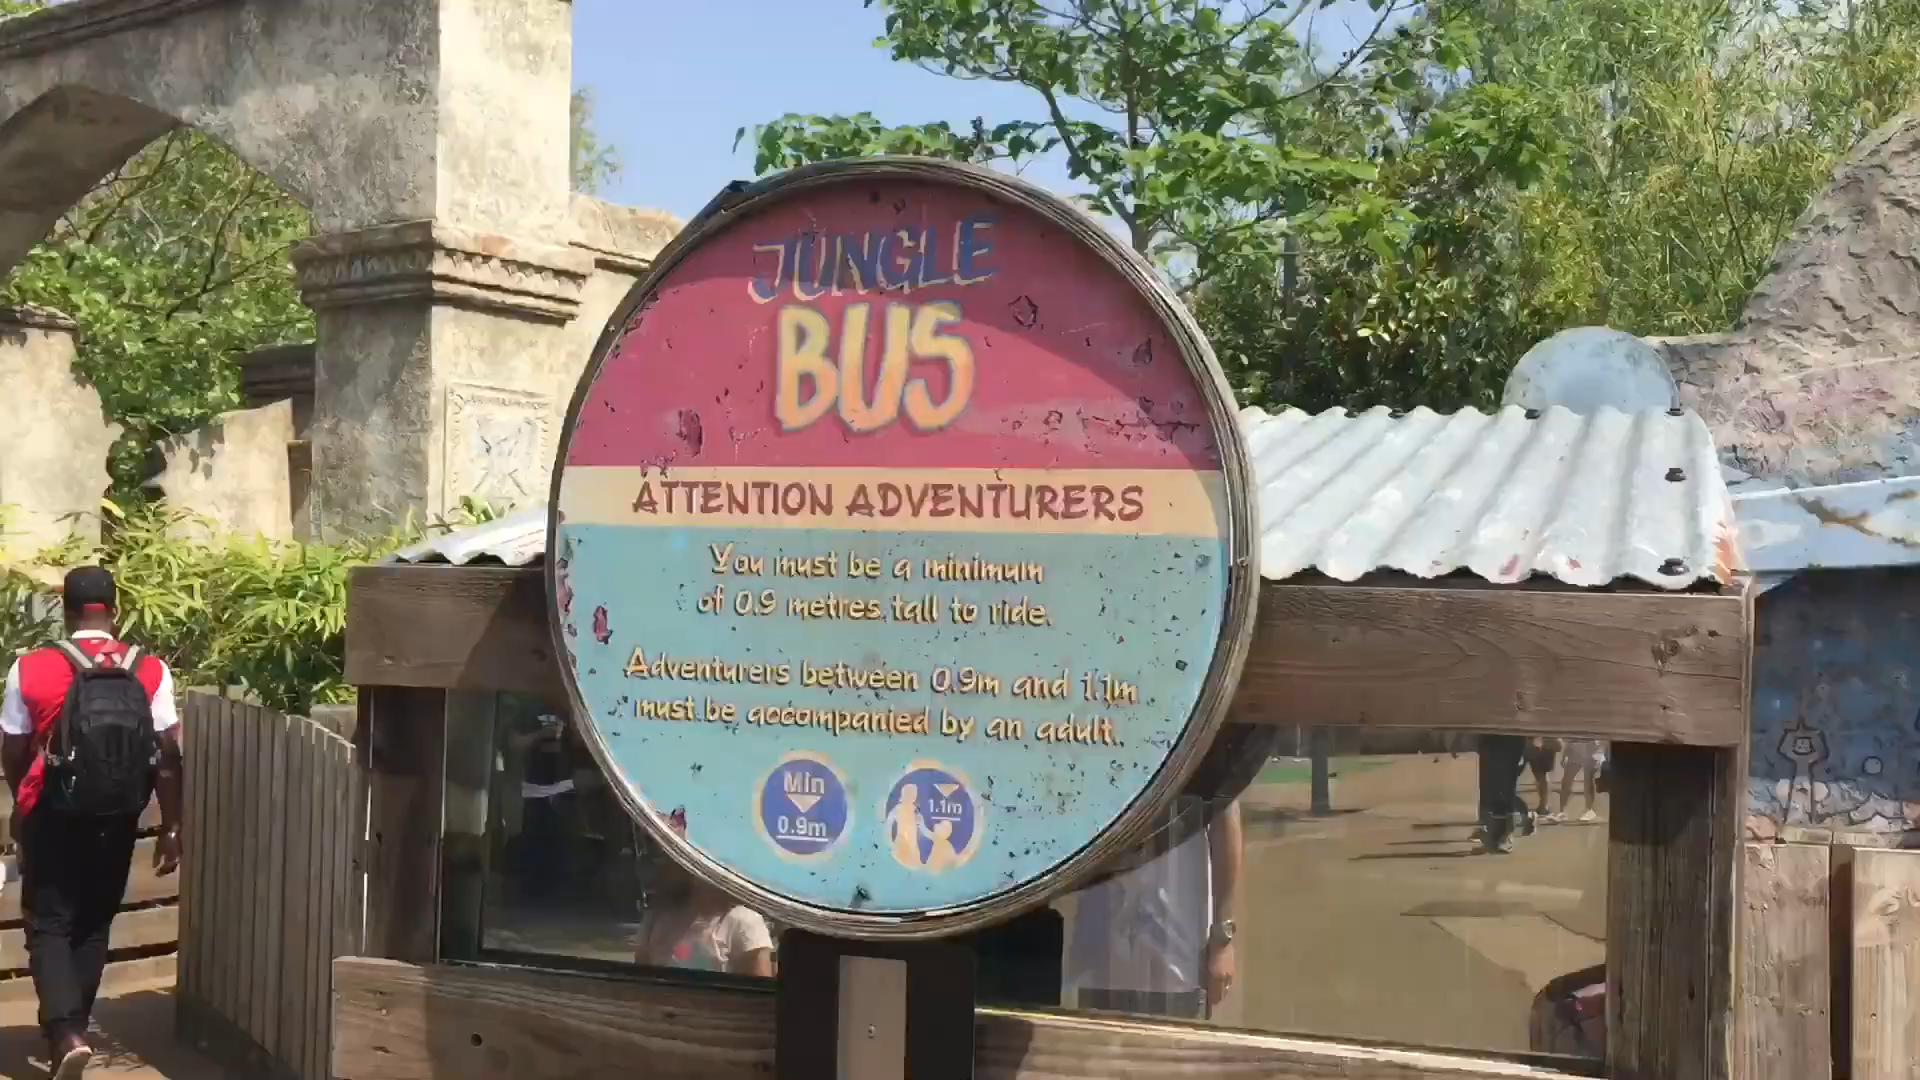 JUNGLE
BUS
ATTENTION ADVENTURERS
You must be a minimum
of 0.9 metres tall to ride.
Adventurers between 0.9m and 1.1m
must be accompanied by an adult.
Min
0.9m
1.1m